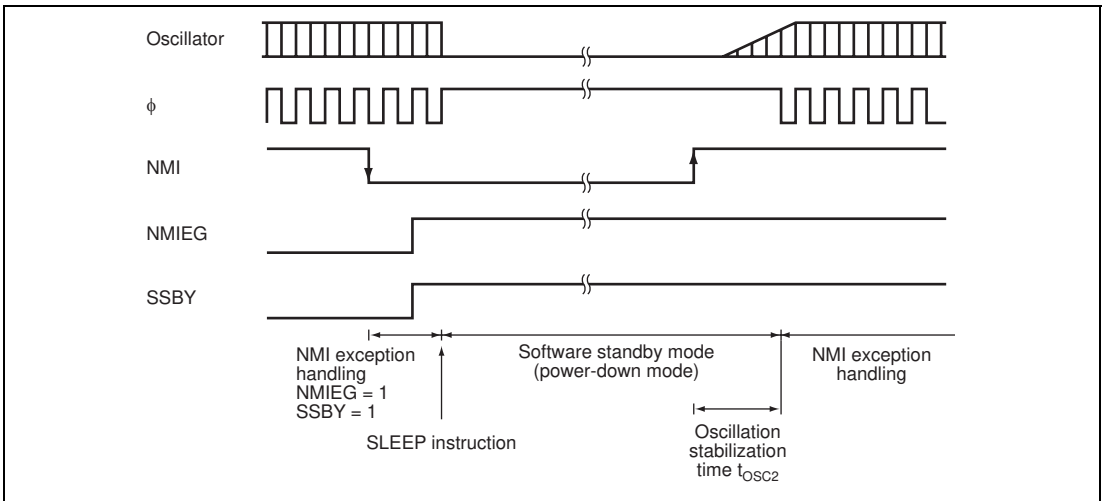 Oscillator
ϕ
NMI
NMIEG
SSBY
NMI exception
handling
NMIEG = 1
SSBY = 1
SLEEP instruction
Software standby mode
(power-down mode)
Oscillation
stabilization
time tOSC2
NMI exception
handling